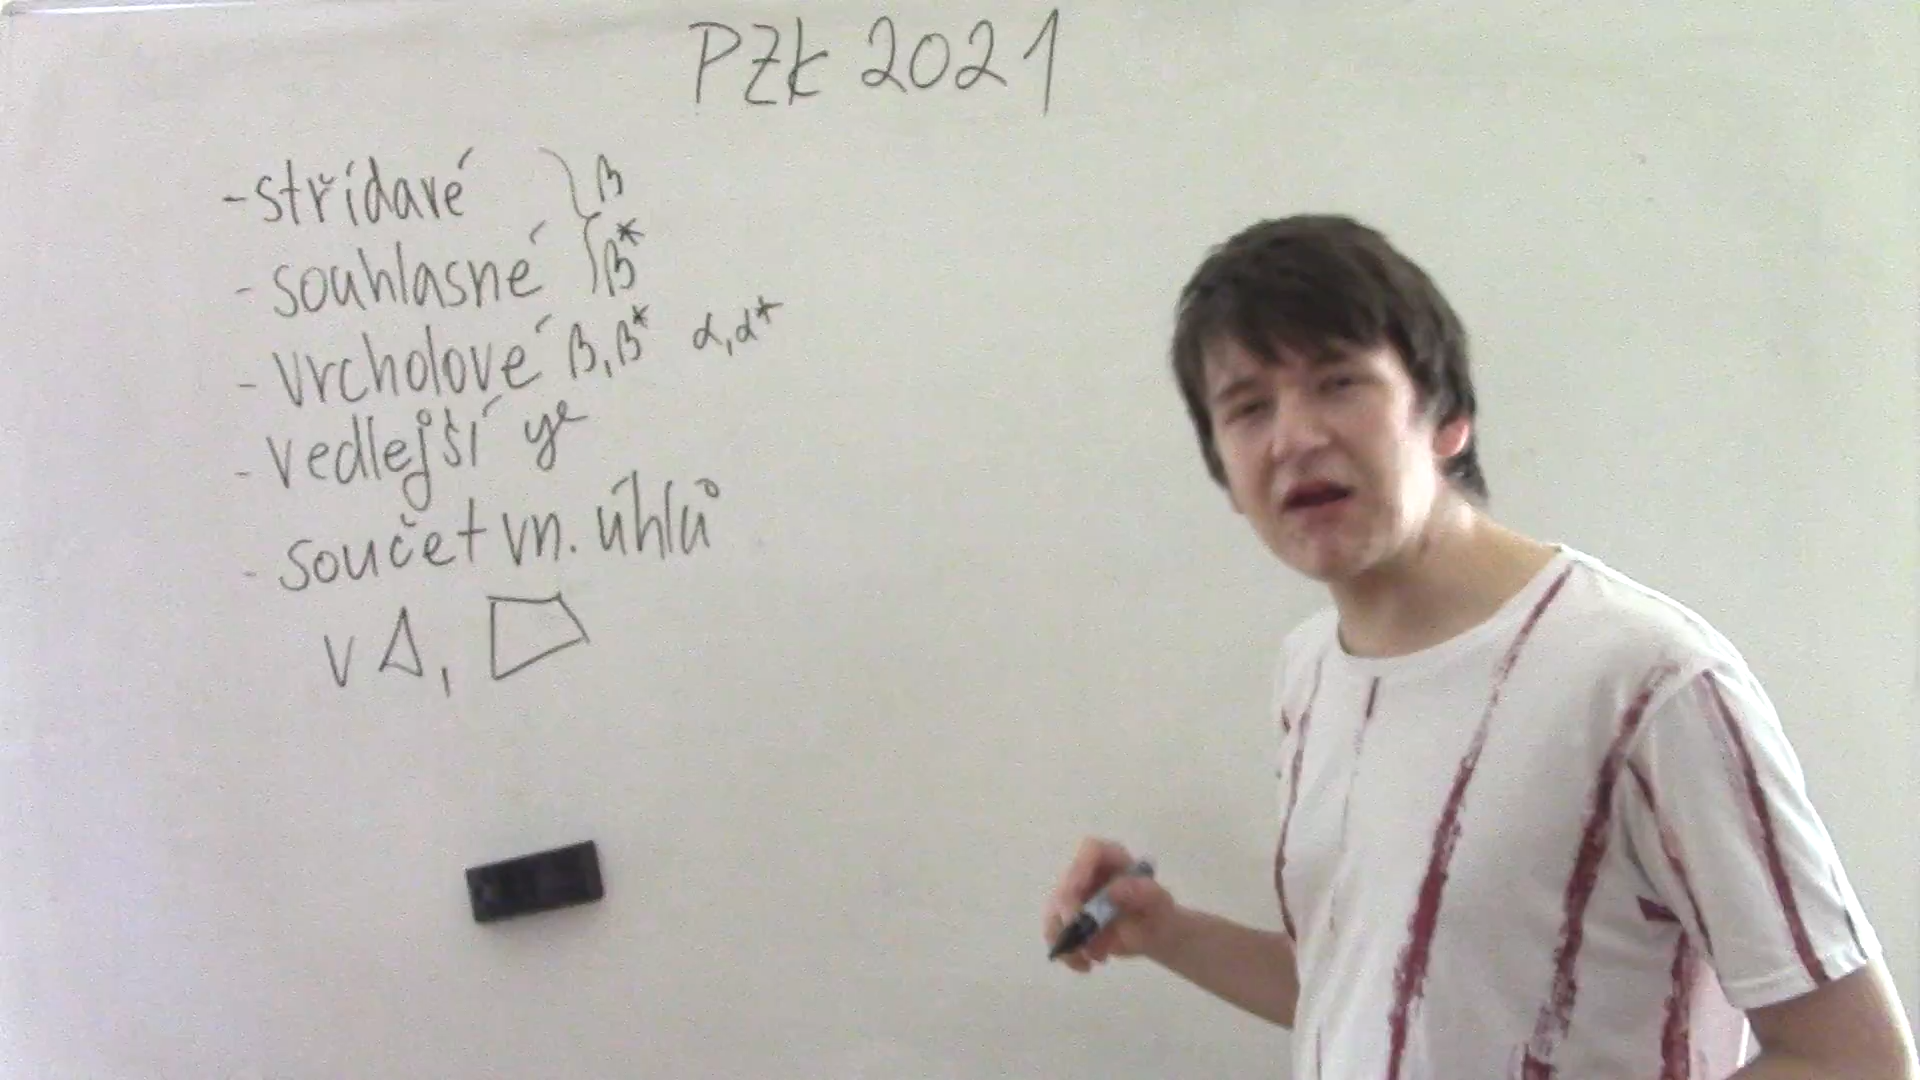 PZK 2021
- střídavé } β
- souhlasné } β*
- vrcholové β, β* α, α*
- vedlejší
- součet vn. úhlů
v Δ,